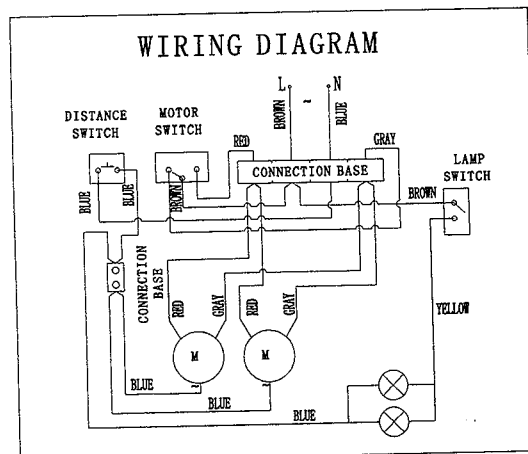 WIRING DIAGRAM
L N
DISTANCE
SWITCH
MOTOR
SWITCH
BROWN
~
BLUE
RED
GRAY
CONNECTION BASE
LAMP
SWITCH
BLUE
BLUE
BROWN
BROWN
CONNECTION
BASE
RED
GRAY
RED
GRAY
YELLOW
M
M
~
~
BLUE
BLUE
BLUE